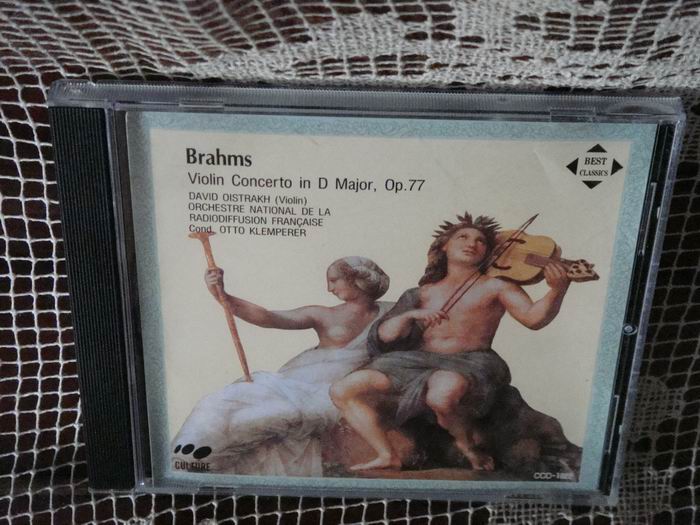 Brahms
Violin Concerto in D Major, Op.77
DAVID OISTRAKH (Violin)
ORCHESTRE NATIONAL DE LA
RADIODIFFUSION FRANÇAISE
Cond. OTTO KLEMPERER
BEST
CLASSICS
CULTURE